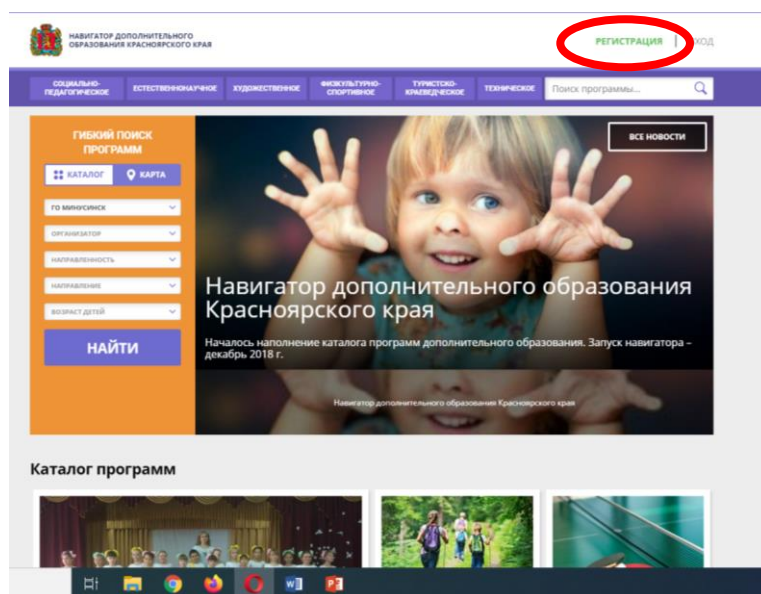 НАВИГАТОР ДОПОЛНИТЕЛЬНОГО
ОБРАЗОВАНИЯ КРАСНОЯРСКОГО КРАЯ
РЕГИСТРАЦИЯ
ХОД
СОЦИАЛЬНО-
ПЕДАГОГИЧЕСКОЕ
ЕСТЕСТВЕННОНАУЧНОЕ
ХУДОЖЕСТВЕННОЕ
ФИЗКУЛЬТУРНО-
СПОРТИВНОЕ
ТУРИСТСКО-
КРАЕВЕДЧЕСКОЕ
ТЕХНИЧЕСКОЕ
Поиск программы...
ГИБКИЙ ПОИСК
ПРОГРАММ
КАТАЛОГ
КАРТА
ГО МИНУСИНСК
ОРГАНИЗАТОР
НАПРАВЛЕННОСТЬ
НАПРАВЛЕНИЕ
ВОЗРАСТ ДЕТЕЙ
НАЙТИ
ВСЕ НОВОСТИ
Навигатор дополнительного образования
Красноярского края
Началось наполнение каталога программ дополнительного образования. Запуск навигатора –
декабрь 2018 г.
Навигатор дополнительного образования Красноярского края
Каталог программ